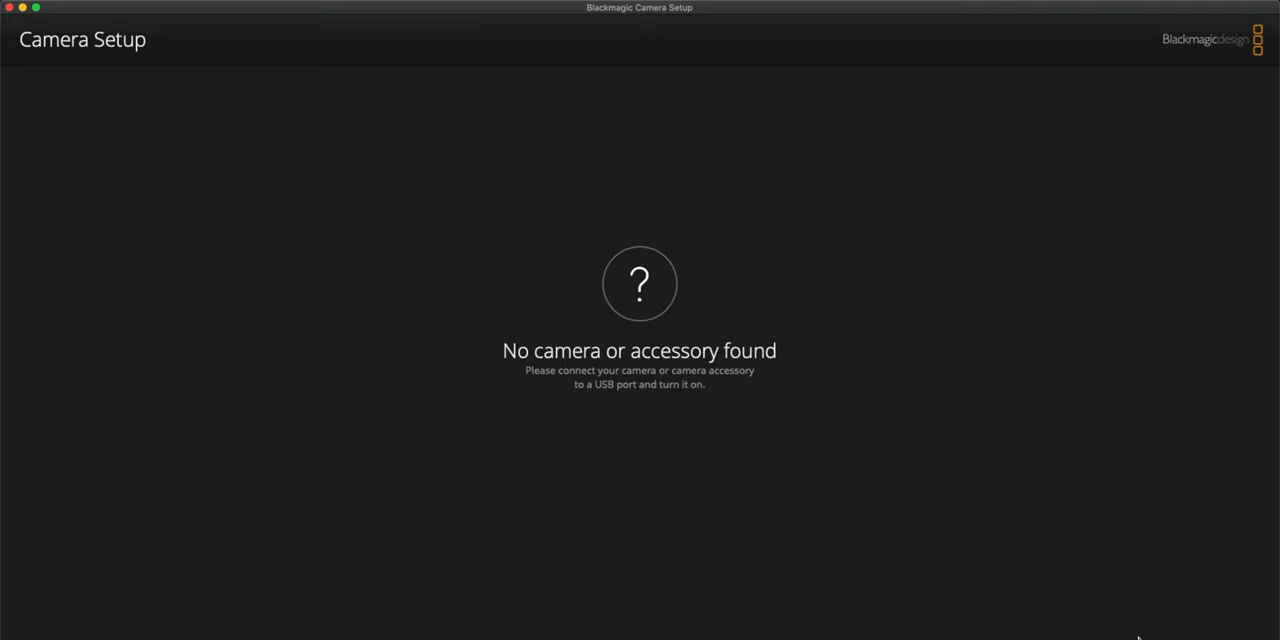 Blackmagic Camera Setup
Camera Setup
Blackmagicdesign
?
No camera or accessory found
Please connect your camera or camera accessory
to a USB port and turn it on.